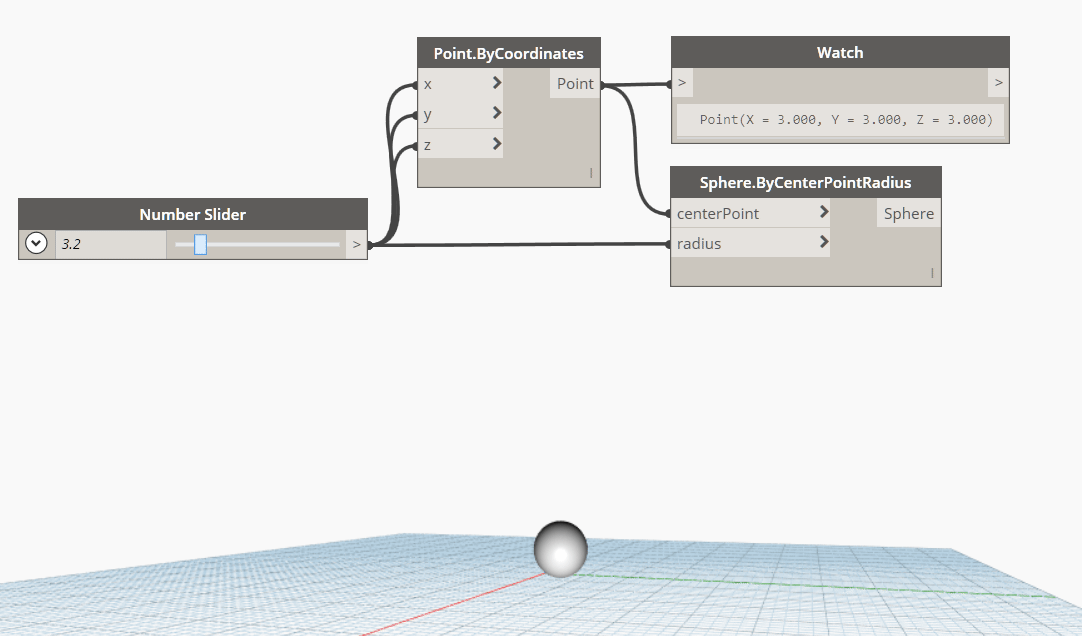 Point.ByCoordinates
x > Point
y >
z >
l
Watch
> >
Point(X = 3.000, Y = 3.000, Z = 3.000)
Sphere.ByCenterPointRadius
centerPoint > Sphere
radius >
l
Number Slider
3.2 >